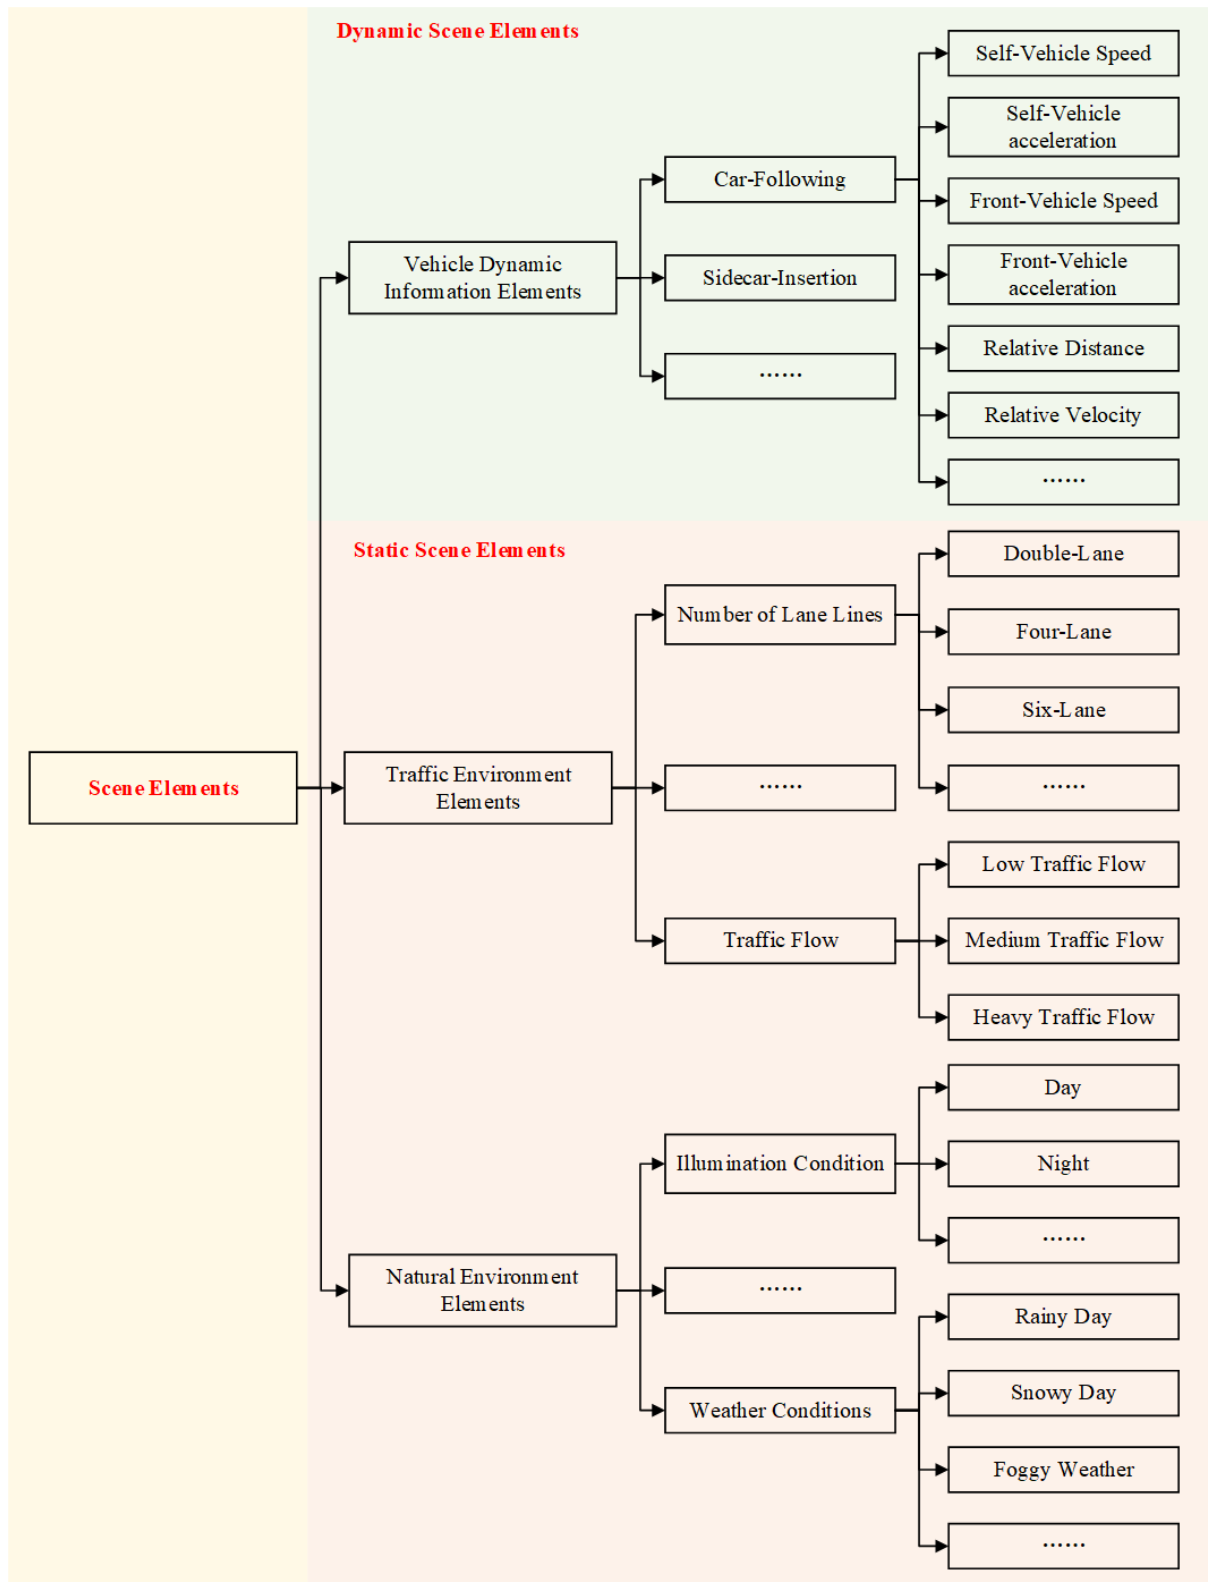 Dynamic Scene Elements
Self-Vehicle Speed
Self-Vehicle
acceleration
Car-Following
Front-Vehicle Speed
Vehicle Dynamic
Information Elements
Sidecar-Insertion
Front-Vehicle
acceleration
Relative Distance
……
Relative Velocity
……
Static Scene Elements
Double-Lane
Number of Lane Lines
Four-Lane
Six-Lane
Scene Elements
Traffic Environment
Elements
……
……
Low Traffic Flow
Traffic Flow
Medium Traffic Flow
Heavy Traffic Flow
Day
Illumination Condition
Night
……
Natural Environment
Elements
……
Rainy Day
Snowy Day
Weather Conditions
Foggy Weather
……